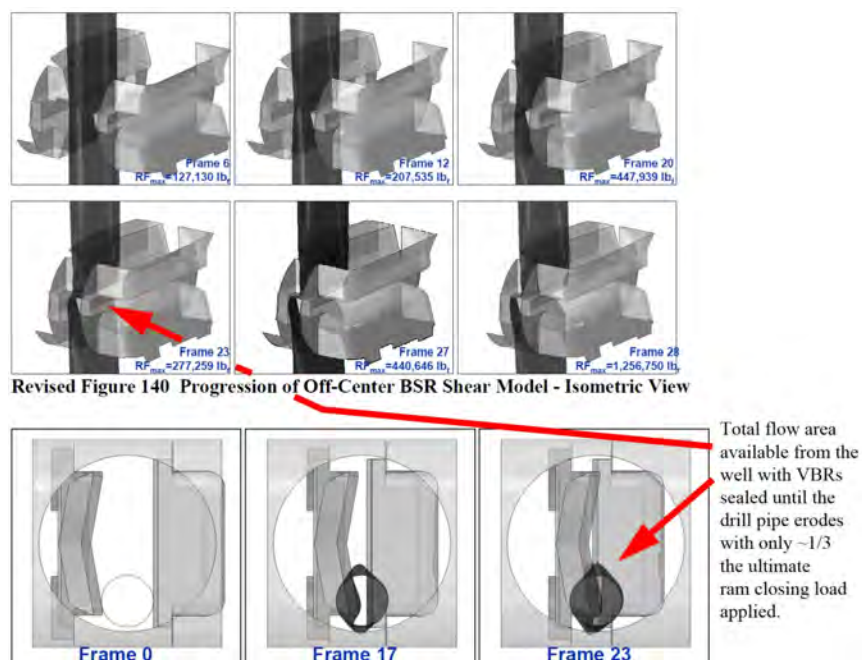 Frame 6
RFmax=127,130 lbf
Frame 12
RFmax=207,535 lbf
Frame 20
RFmax=447,939 lbf
Frame 23
RFmax=277,259 lbf
Frame 27
RFmax=440,646 lbf
Frame 28
RFmax=1,256,750 lbf
Revised Figure 140 Progression of Off-Center BSR Shear Model - Isometric View
Total flow area
available from the
well with VBRs
sealed until the
drill pipe erodes
with only ~1/3
the ultimate
ram closing load
applied.
Frame 0
Frame 17
Frame 23